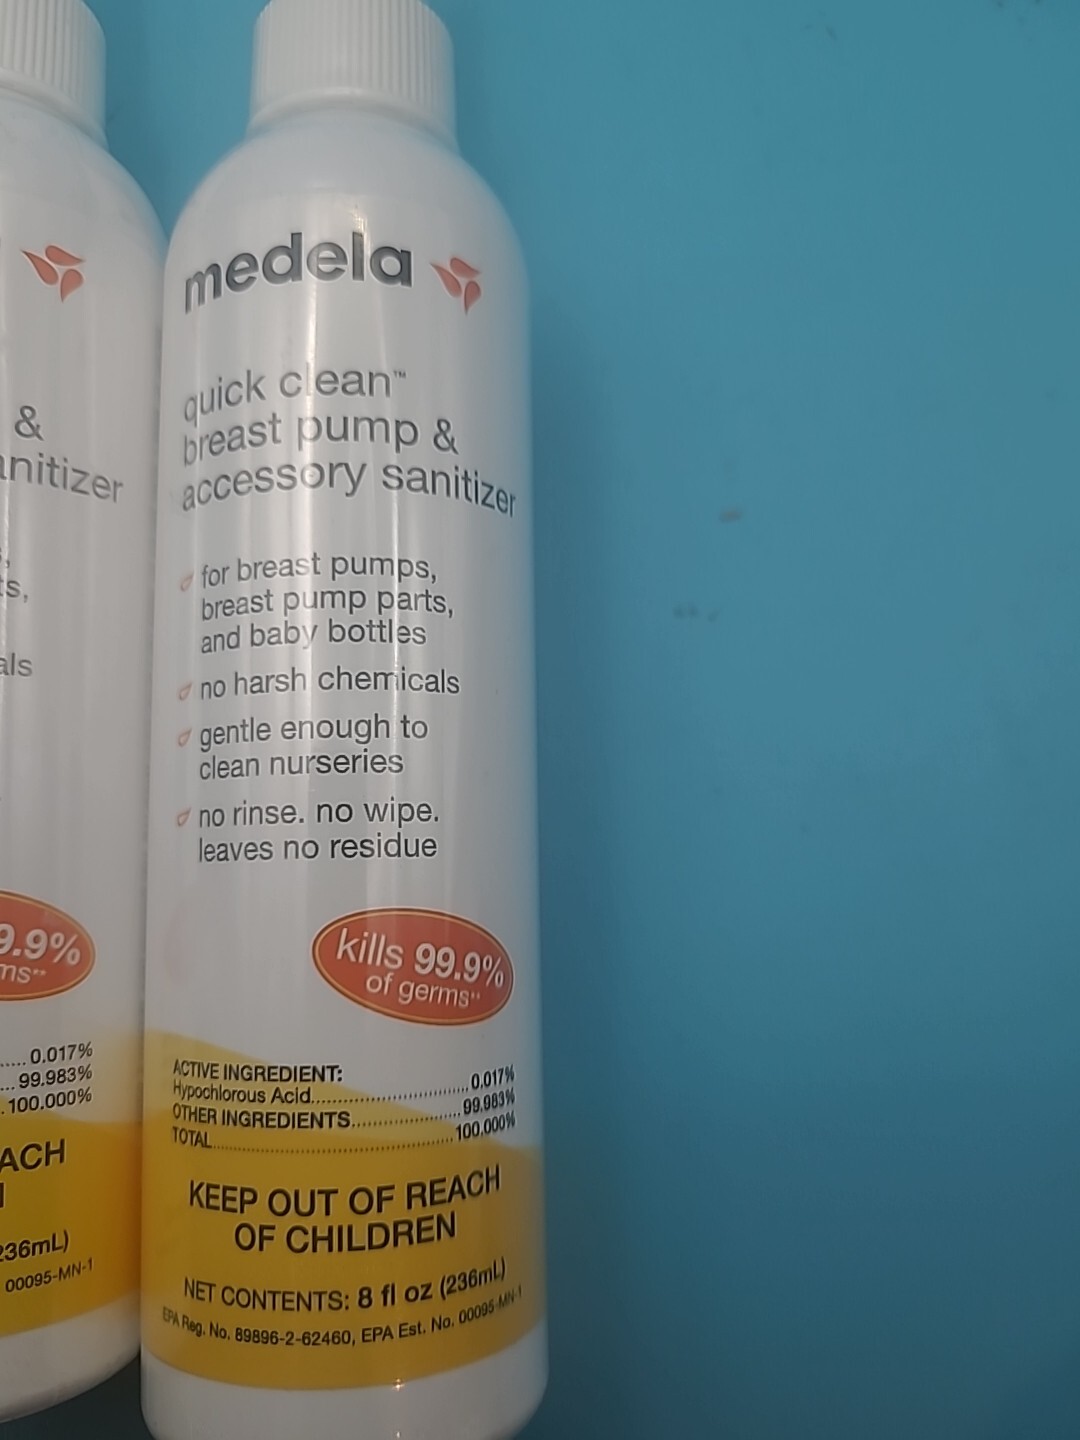 medela
quick clean™
breast pump &
accessory sanitizer
for breast pumps,
breast pump parts,
and baby bottles
no harsh chemicals
gentle enough to
clean nurseries
no rinse. no wipe.
leaves no residue
kills 99.9%
of germs**
ACTIVE INGREDIENT:
Hypochlorous Acid..............................0.017%
OTHER INGREDIENTS....................99.983%
TOTAL..........................................100.000%
KEEP OUT OF REACH
OF CHILDREN
NET CONTENTS: 8 fl oz (236mL)
EPA Reg. No. 89896-2-62460, EPA Est. No. 00095-MN-1
&
anitizer
ts,
als
9.9%
ms**
.....0.017%
...99.983%
.100.000%
ACH
236mL)
00095-MN-1